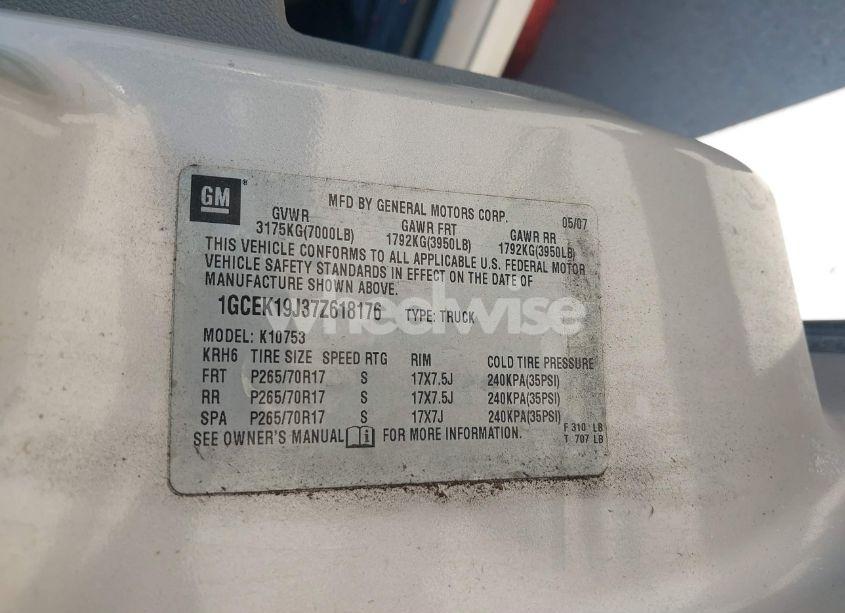 GM
MFD BY GENERAL MOTORS CORP. 05/07
GVWR GAWR FRT GAWR RR
3175KG(7000LB) 1792KG(3950LB) 1792KG(3950LB)
THIS VEHICLE CONFORMS TO ALL APPLICABLE U.S. FEDERAL MOTOR
VEHICLE SAFETY STANDARDS IN EFFECT ON THE DATE OF
MANUFACTURE SHOWN ABOVE.
1GCEK19J37Z618176 TYPE: TRUCK
wheelwise
MODEL: K10753
KRH6 TIRE SIZE SPEED RTG RIM COLD TIRE PRESSURE
FRT P265/70R17 S 17X7.5J 240KPA(35PSI)
RR P265/70R17 S 17X7.5J 240KPA(35PSI)
SPA P265/70R17 S 17X7J 240KPA(35PSI)
SEE OWNER'S MANUAL FOR MORE INFORMATION.
F 310 LB
T 707 LB